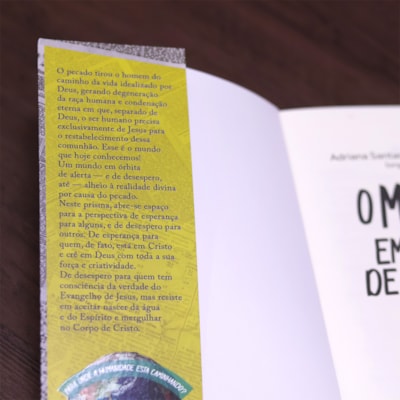 O pecado tirou o homem do
caminho da vida idealizado por
Deus, gerando degeneração
da raça humana e condenação
eterna em que, separado de
Deus, o ser humano precisa
exclusivamente de Jesus para
o restabelecimento dessa
comunhão. Esse é o mundo
que hoje conhecemos!
Um mundo em órbita
de alerta — e de desespero,
até — alheio à realidade divina
por causa do pecado.
Neste prisma, abre-se espaço
para a perspectiva de esperança
para alguns, e de desespero para
outros. De esperança para
quem, de fato, está em Cristo
e crê em Deus com toda a sua
força e criatividade.
De desespero para quem tem
consciência da verdade do
Evangelho de Jesus, mas resiste
em aceitar nascer da água
e do Espírito e mergulhar
no Corpo de Cristo.
PARA ONDE A HUMANIDADE ESTÁ CAMINHANDO?
Adriana Santia
O M
EM
DE